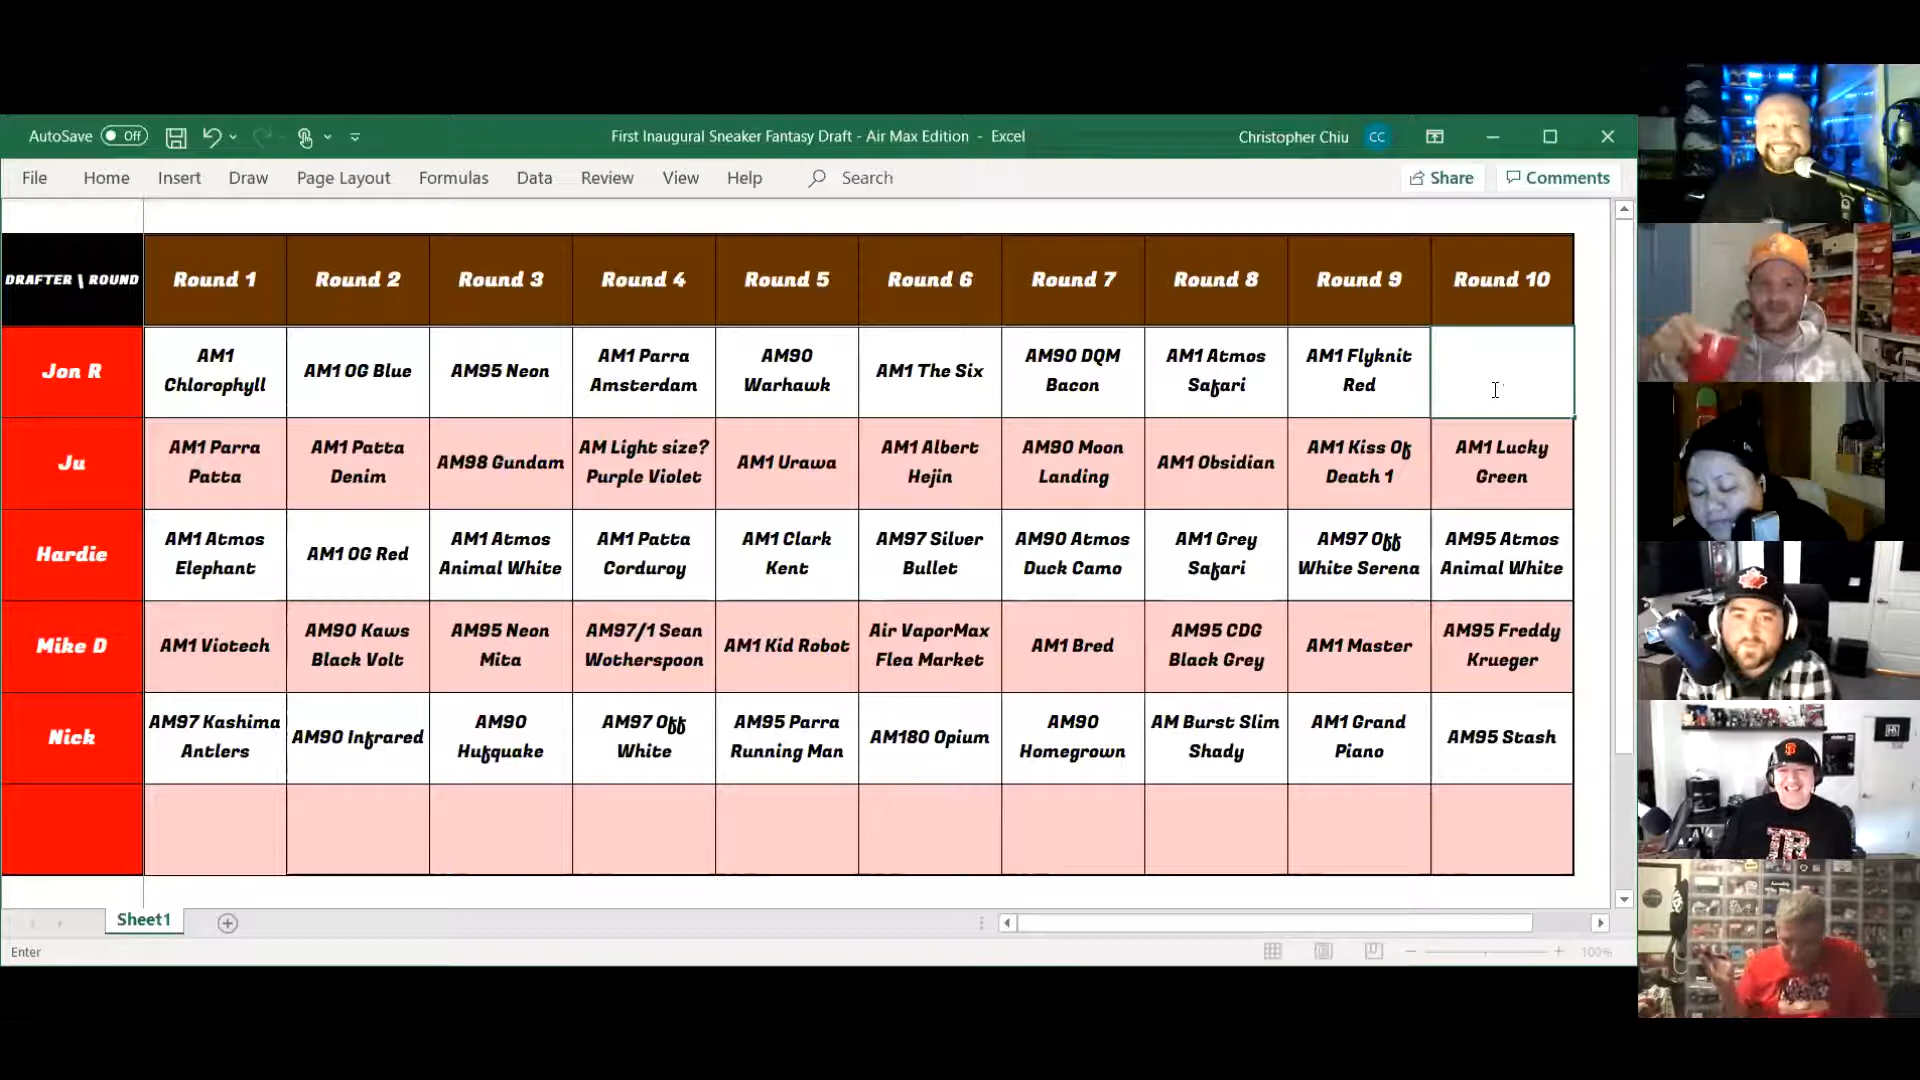 AutoSave Off
First Inaugural Sneaker Fantasy Draft - Air Max Edition - Excel
Christopher Chiu CC
File Home Insert Draw Page Layout Formulas Data Review View Help Search Share Comments
DRAFTER \ ROUND Round 1 Round 2 Round 3 Round 4 Round 5 Round 6 Round 7 Round 8 Round 9 Round 10
Jon R
AM1
Chlorophyll
AM1 OG Blue
AM95 Neon
AM1 Parra
Amsterdam
AM90
Warhawk
AM1 The Six
AM90 DQM
Bacon
AM1 Atmos
Safari
AM1 Flyknit
Red
Ju
AM1 Parra
Patta
AM1 Patta
Denim
AM98 Gundam
AM Light size?
Purple Violet
AM1 Urawa
AM1 Albert
Hejin
AM90 Moon
Landing
AM1 Obsidian
AM1 Kiss Of
Death 1
AM1 Lucky
Green
Hardie
AM1 Atmos
Elephant
AM1 OG Red
AM1 Atmos
Animal White
AM1 Patta
Corduroy
AM1 Clark
Kent
AM97 Silver
Bullet
AM90 Atmos
Duck Camo
AM1 Grey
Safari
AM97 Off
White Serena
AM95 Atmos
Animal White
Mike D
AM1 Viotech
AM90 Kaws
Black Volt
AM95 Neon
Mita
AM97/1 Sean
Wotherspoon
AM1 Kid Robot
Air VaporMax
Flea Market
AM1 Bred
AM95 CDG
Black Grey
AM1 Master
AM95 Freddy
Krueger
Nick
AM97 Kashima
Antlers
AM90 Infrared
AM90
Hufquake
AM97 Off
White
AM95 Parra
Running Man
AM180 Opium
AM90
Homegrown
AM Burst Slim
Shady
AM1 Grand
Piano
AM95 Stash
Sheet1
Enter
100%